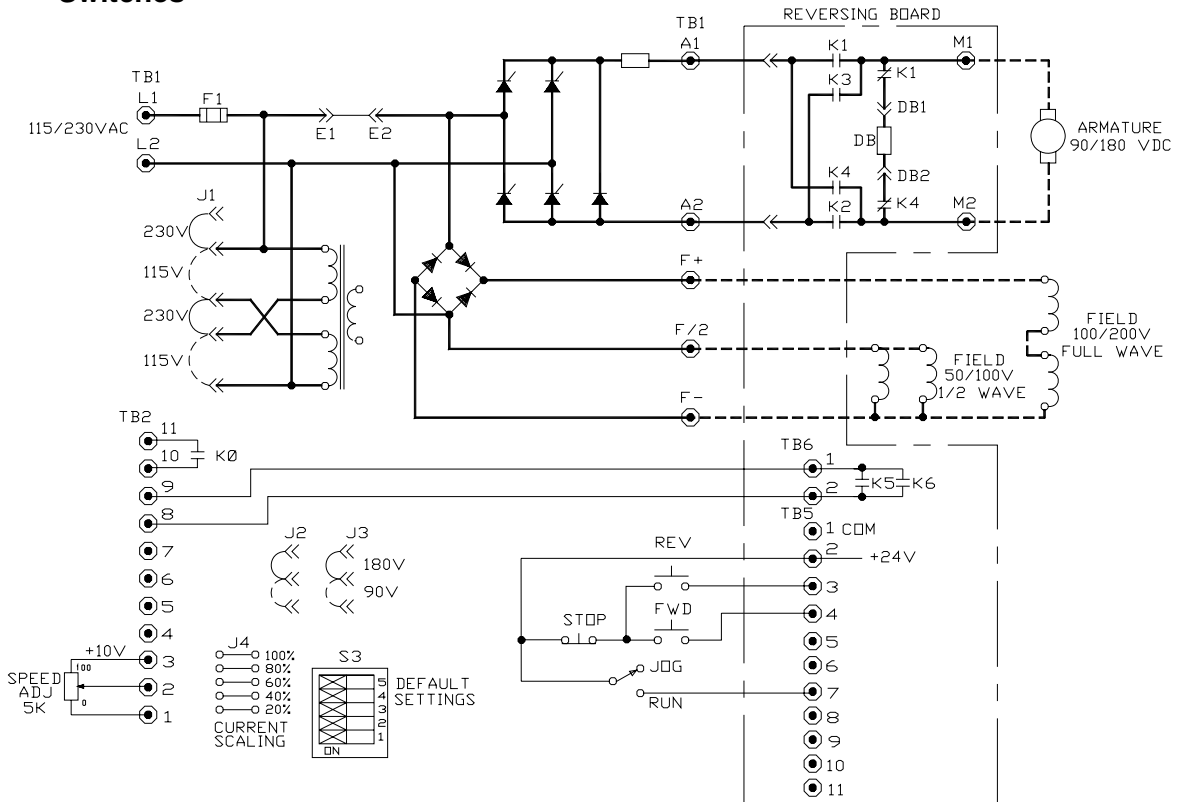 Switches
REVERSING BOARD
TB1
A1
K1
M1
K3
K1
TB1
L1
F1
DB1
115/230VAC
E1
E2
DB
ARMATURE
90/180 VDC
L2
K4
DB2
J1
A2
K2
K4
M2
230V
115V
F+
230V
F/2
FIELD
100/200V
FULL WAVE
115V
FIELD
50/100V
1/2 WAVE
F-
TB2
11
10
KØ
TB6
1
9
K5
K6
2
8
TB5
J2
J3
1 COM
7
REV
2
+24V
180V
6
90V
3
5
STOP
FWD
4
4
5
J4
+10V
100%
S3
6
3
100
80%
JOG
SPEED
ADJ
5K
60%
5
DEFAULT
SETTINGS
7
2
40%
4
RUN
0
20%
3
8
1
CURRENT
SCALING
2
1
9
ON
10
11